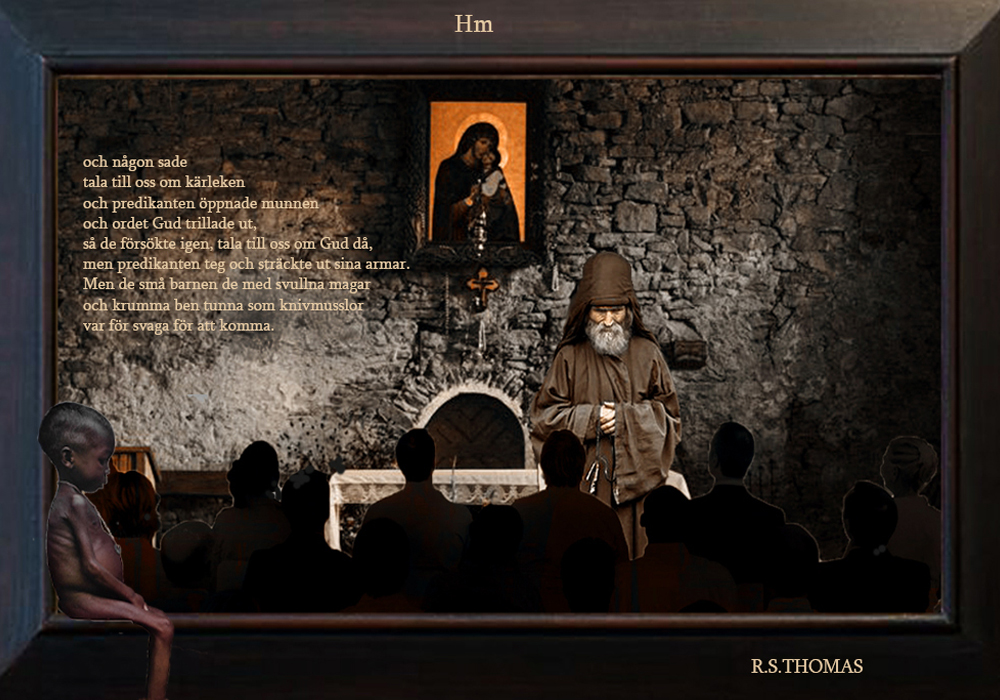 Hm
och någon sade
tala till oss om kärleken
och predikanten öppnade munnen
och ordet Gud trillade ut,
så de försökte igen, tala till oss om Gud då,
men predikanten teg och sträckte ut sina armar.
Men de små barnen de med svullna magar
och krumma ben tunna som knivmusslor
var för svaga för att komma.
R.S.THOMAS